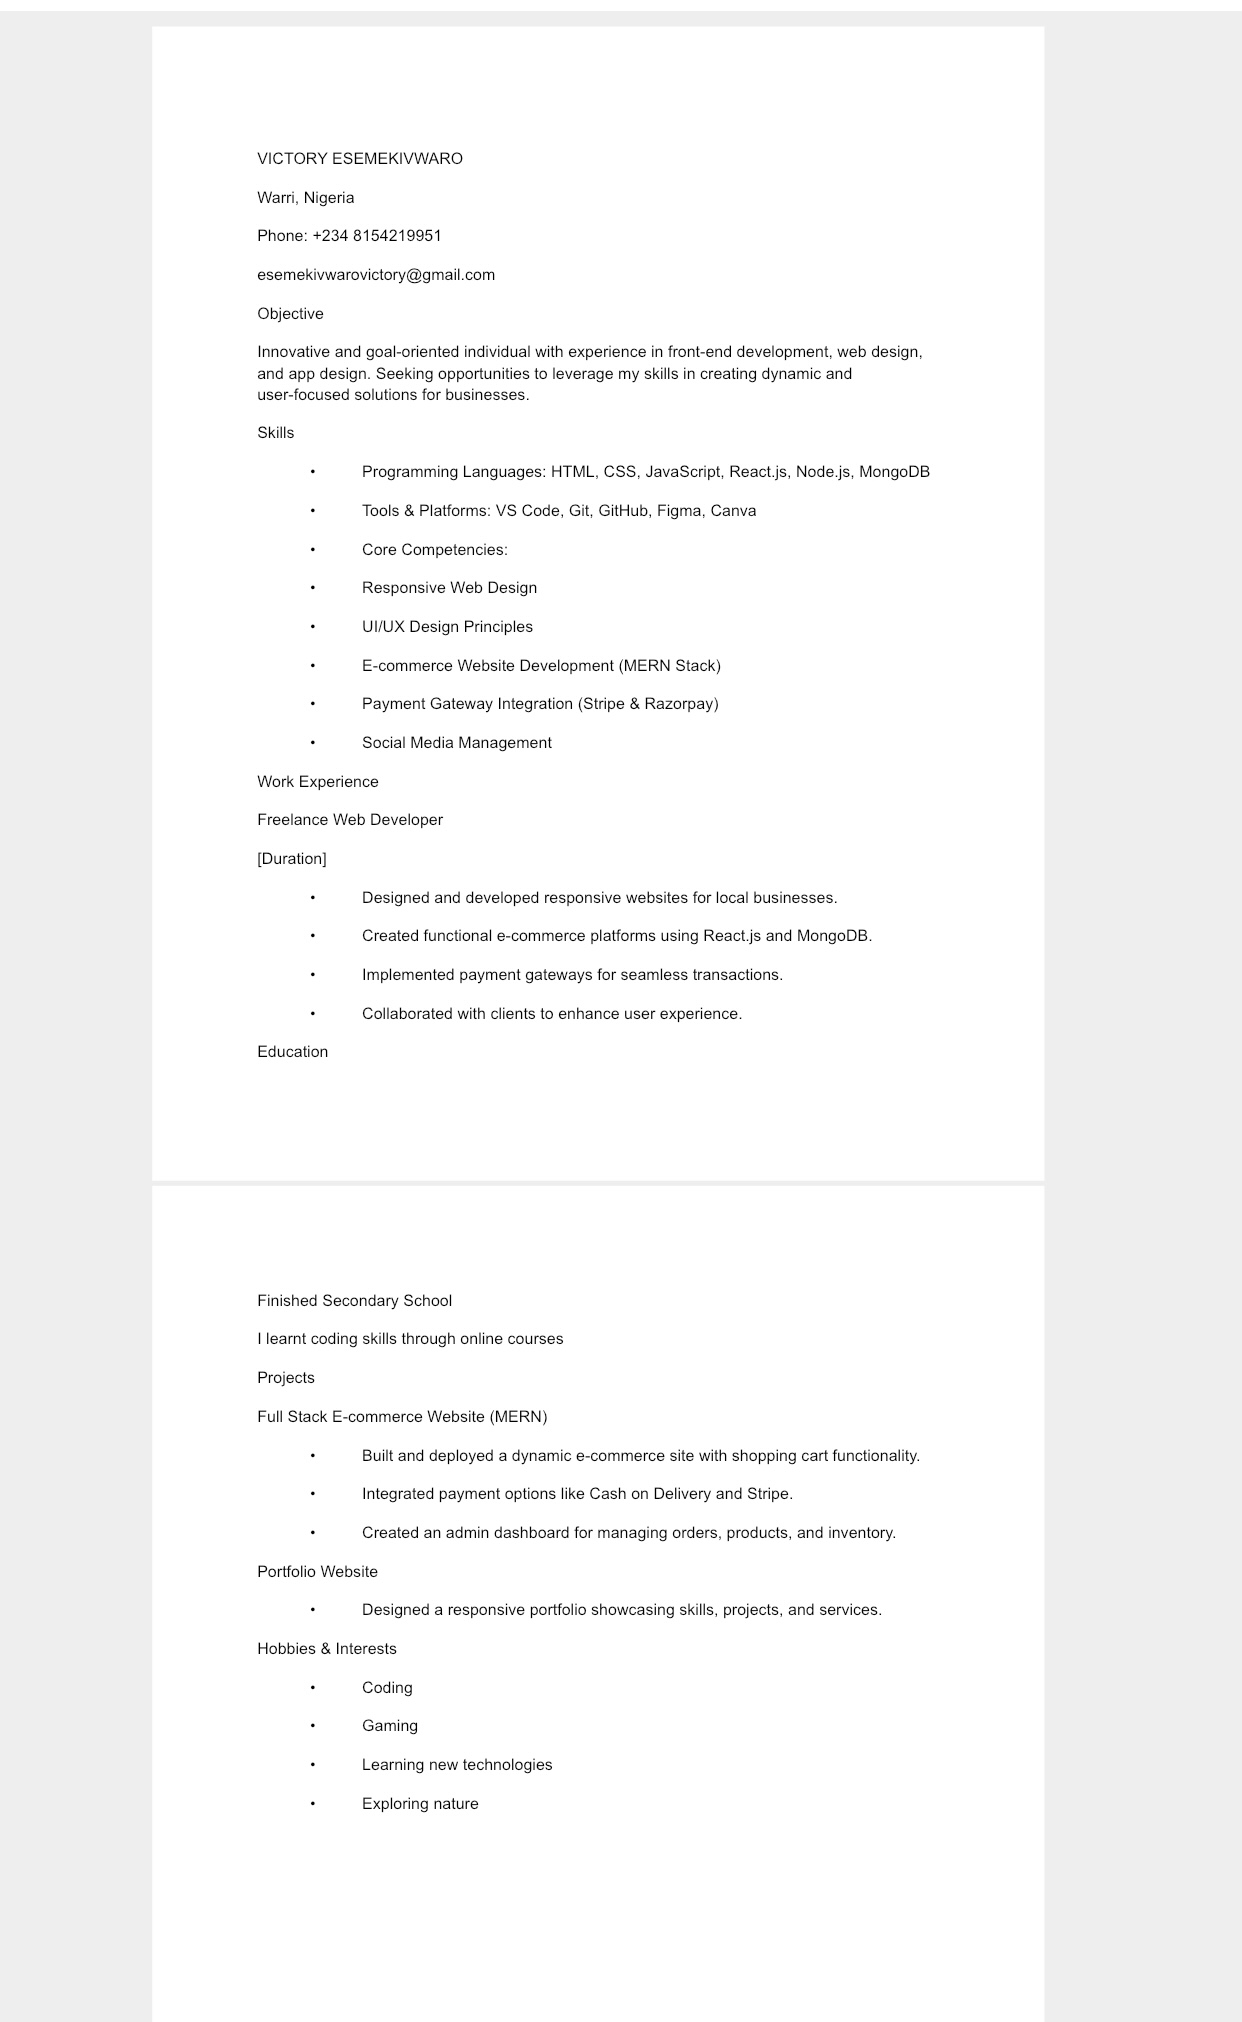 VICTORY ESEMEKIVWARO
Warri, Nigeria
Phone: +234 8154219951
esemekivwarovictory@gmail.com
Objective
Innovative and goal-oriented individual with experience in front-end development, web design,
and app design. Seeking opportunities to leverage my skills in creating dynamic and
user-focused solutions for businesses.
Skills
• Programming Languages: HTML, CSS, JavaScript, React.js, Node.js, MongoDB
• Tools & Platforms: VS Code, Git, GitHub, Figma, Canva
• Core Competencies:
• Responsive Web Design
• UI/UX Design Principles
• E-commerce Website Development (MERN Stack)
• Payment Gateway Integration (Stripe & Razorpay)
• Social Media Management
Work Experience
Freelance Web Developer
[Duration]
• Designed and developed responsive websites for local businesses.
• Created functional e-commerce platforms using React.js and MongoDB.
• Implemented payment gateways for seamless transactions.
• Collaborated with clients to enhance user experience.
Education
Finished Secondary School
I learnt coding skills through online courses
Projects
Full Stack E-commerce Website (MERN)
• Built and deployed a dynamic e-commerce site with shopping cart functionality.
• Integrated payment options like Cash on Delivery and Stripe.
• Created an admin dashboard for managing orders, products, and inventory.
Portfolio Website
• Designed a responsive portfolio showcasing skills, projects, and services.
Hobbies & Interests
• Coding
• Gaming
• Learning new technologies
• Exploring nature